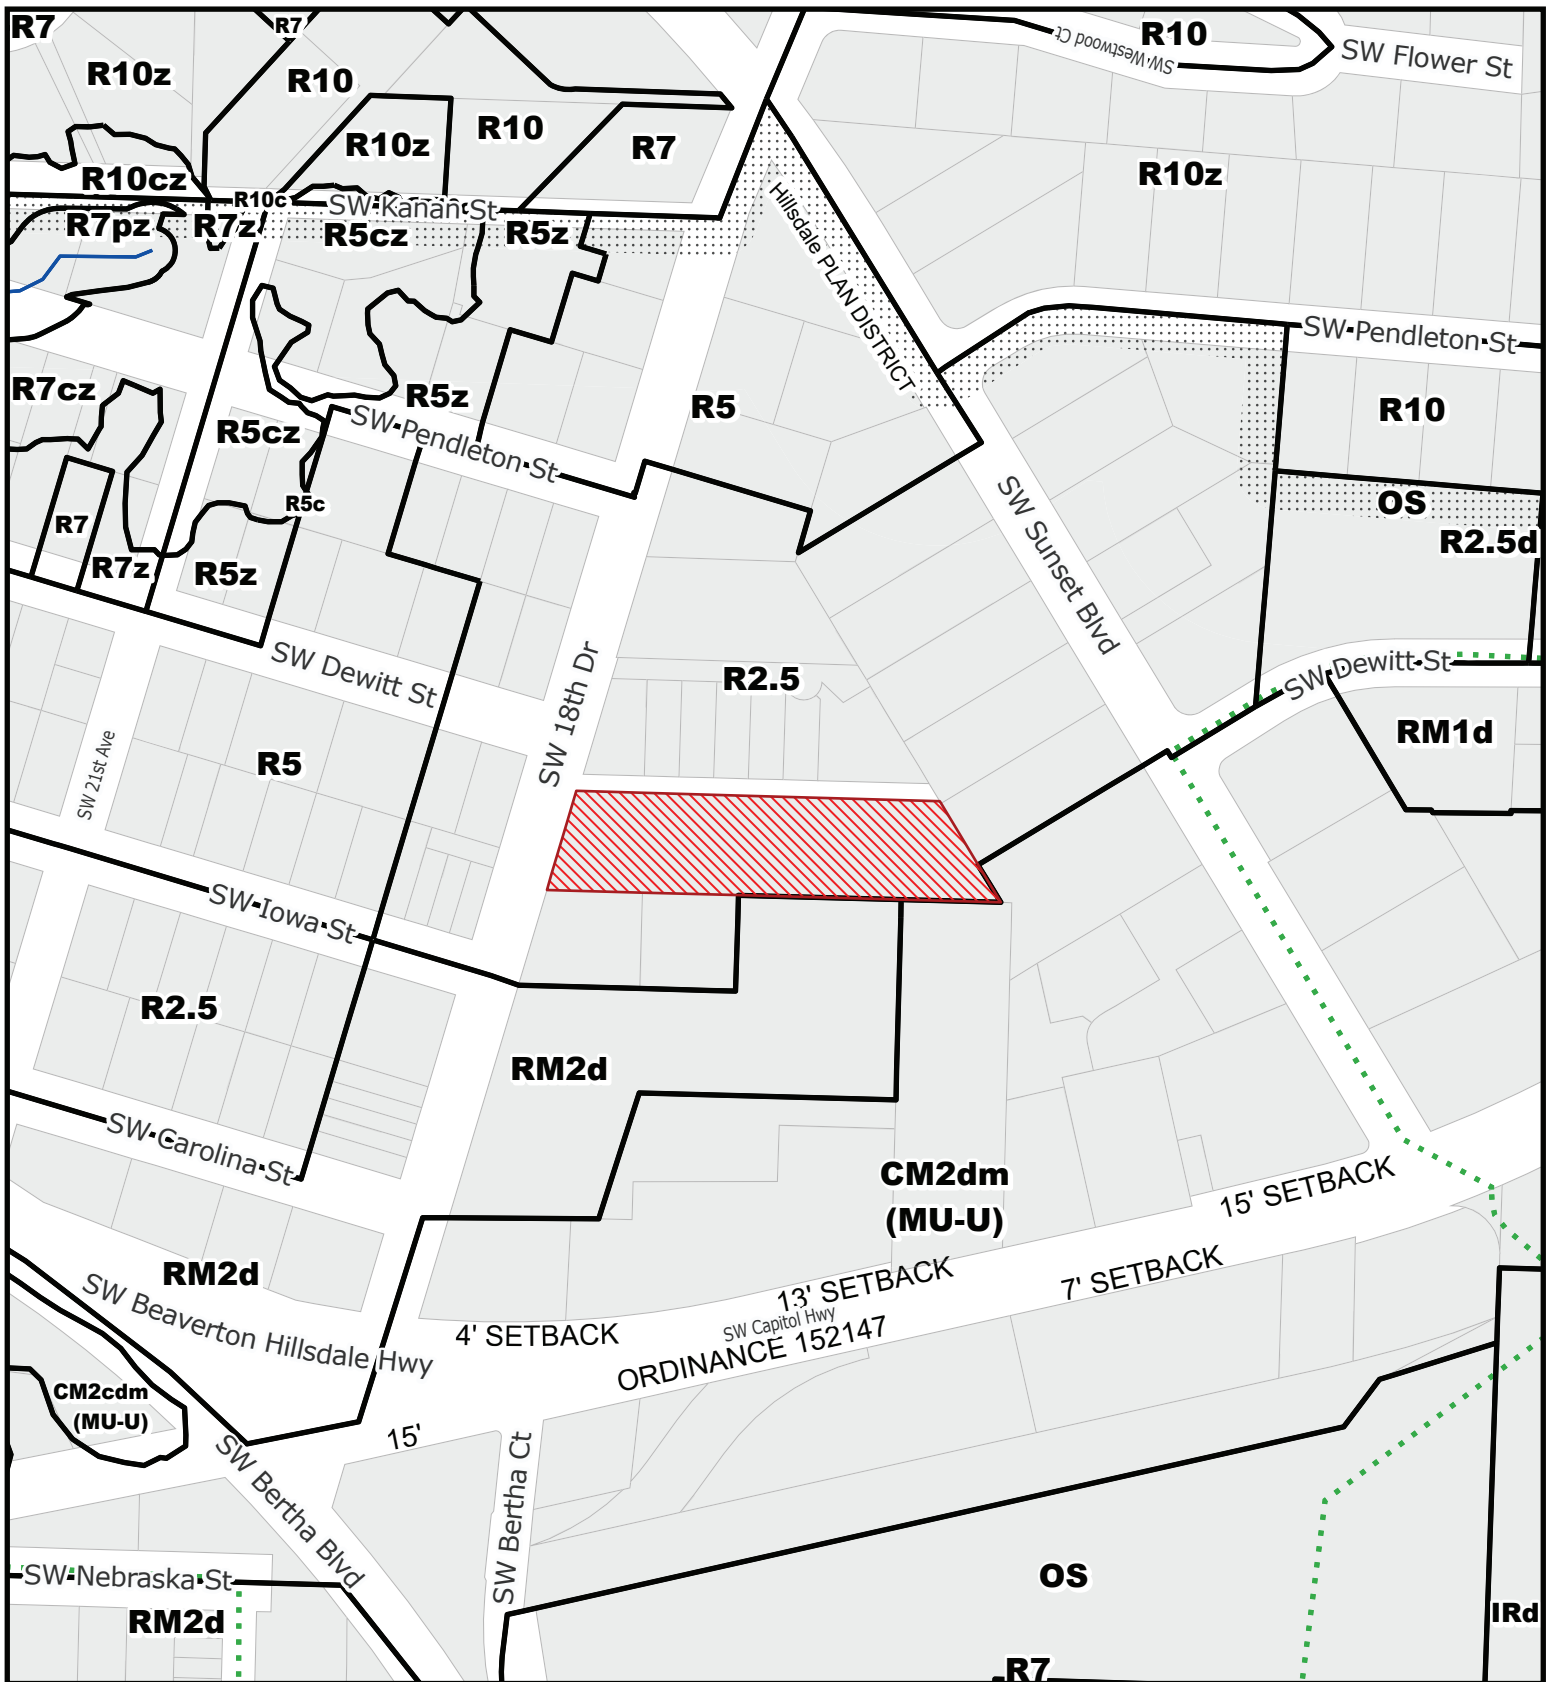 R7
R7
R10
SW Westwood Ct
SW Flower St
R10z
R10
R10z
R10
R7
R10z
R10cz
R10c
SW Kanan St
R7pz
R7z
R5cz
R5z
Hillsdale PLAN DISTRICT
SW Pendleton St
R7cz
R5z
R5
R10
R5cz
SW Pendleton St
R5c
OS
R7
R2.5d
R7z
R5z
SW Sunset Blvd
SW Dewitt St
R2.5
SW Dewitt St
SW 18th Dr
R5
RM1d
SW 21st Ave
SW Iowa St
R2.5
RM2d
SW Carolina St
CM2dm
(MU-U)
15' SETBACK
RM2d
13' SETBACK
7' SETBACK
SW Beaverton Hillsdale Hwy
4' SETBACK
SW Capitol Hwy
ORDINANCE 152147
CM2cdm
(MU-U)
15'
SW Bertha Blvd
SW Bertha Ct
SW Nebraska St
OS
RM2d
IRd
R7